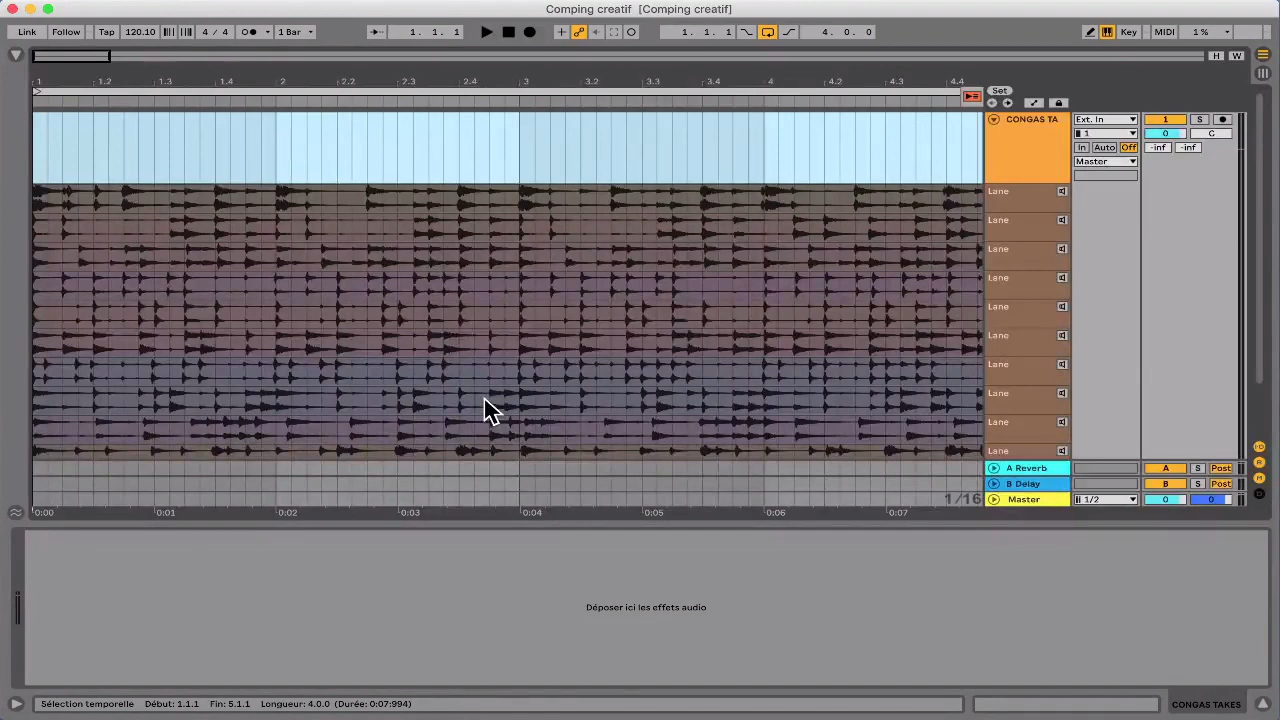 Comping creatif [Comping creatif]
Link Follow Tap 120.10 4 / 4 1 Bar 1. 1. 1 1. 1. 1 4. 0. 0 Key MIDI 1 %
H W
1 1.2 1.3 1.4 2 2.2 2.3 2.4 3 3.2 3.3 3.4 4 4.2 4.3 4.4
Set
CONGAS TA Ext. In 1 S
1 0 C
In Auto Off -inf -inf
Master
Lane
Lane
Lane
Lane
Lane
Lane
Lane
Lane
Lane
Lane
A Reverb A S Post
B Delay B S Post
1/16 Master 1/2 0 0
0:00 0:01 0:02 0:03 0:04 0:05 0:06 0:07
Déposer ici les effets audio
Sélection temporelle Début: 1.1.1 Fin: 5.1.1 Longueur: 4.0.0 (Durée: 0:07:994) CONGAS TAKES